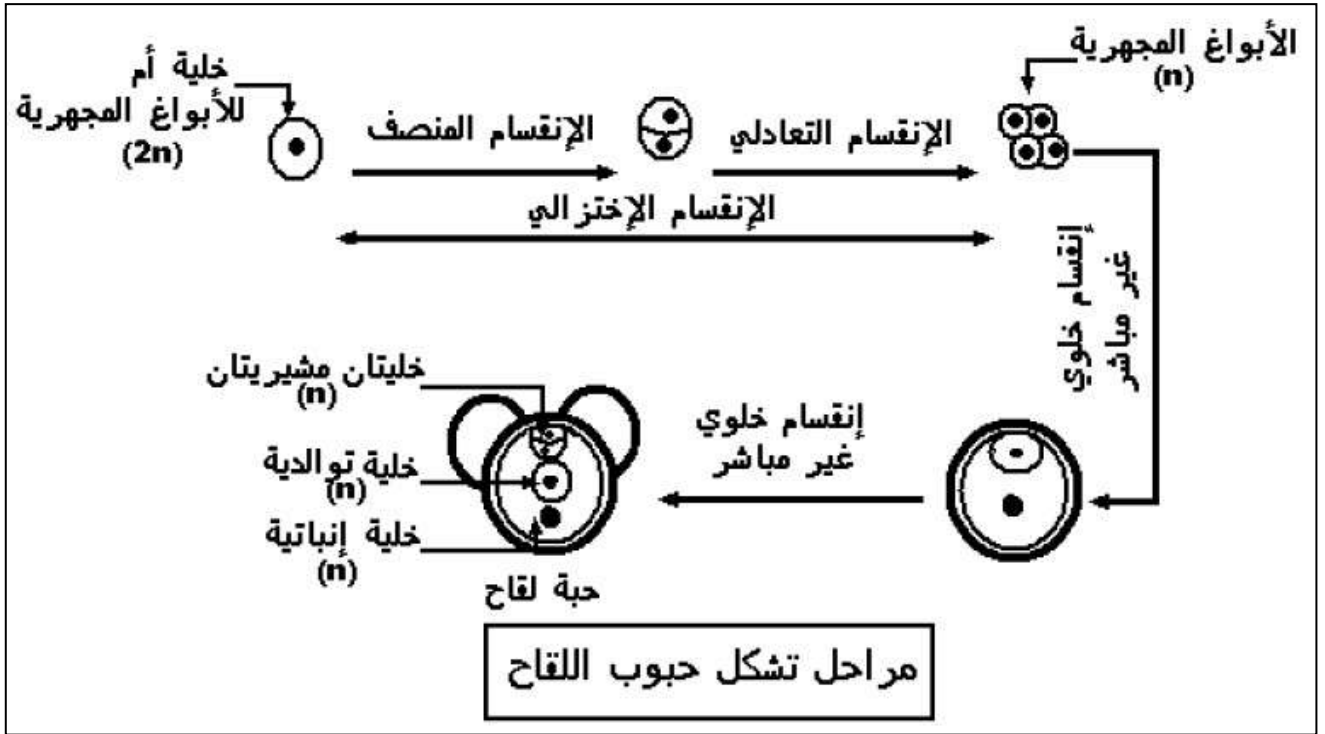 خلية أم
للأبواغ المجهرية
(2n)
الإنقسام المنصف
الإنقسام التعادلي
الأبواغ المجهرية
(n)
الإنقسام الإختزالي
إنقسام خلوي
غير مباشر
إنقسام خلوي
غير مباشر
خليتان مشيريتان
(n)
خلية توالدية
(n)
خلية إنباتية
(n)
حبة لقاح
مراحل تشكل حبوب اللقاح